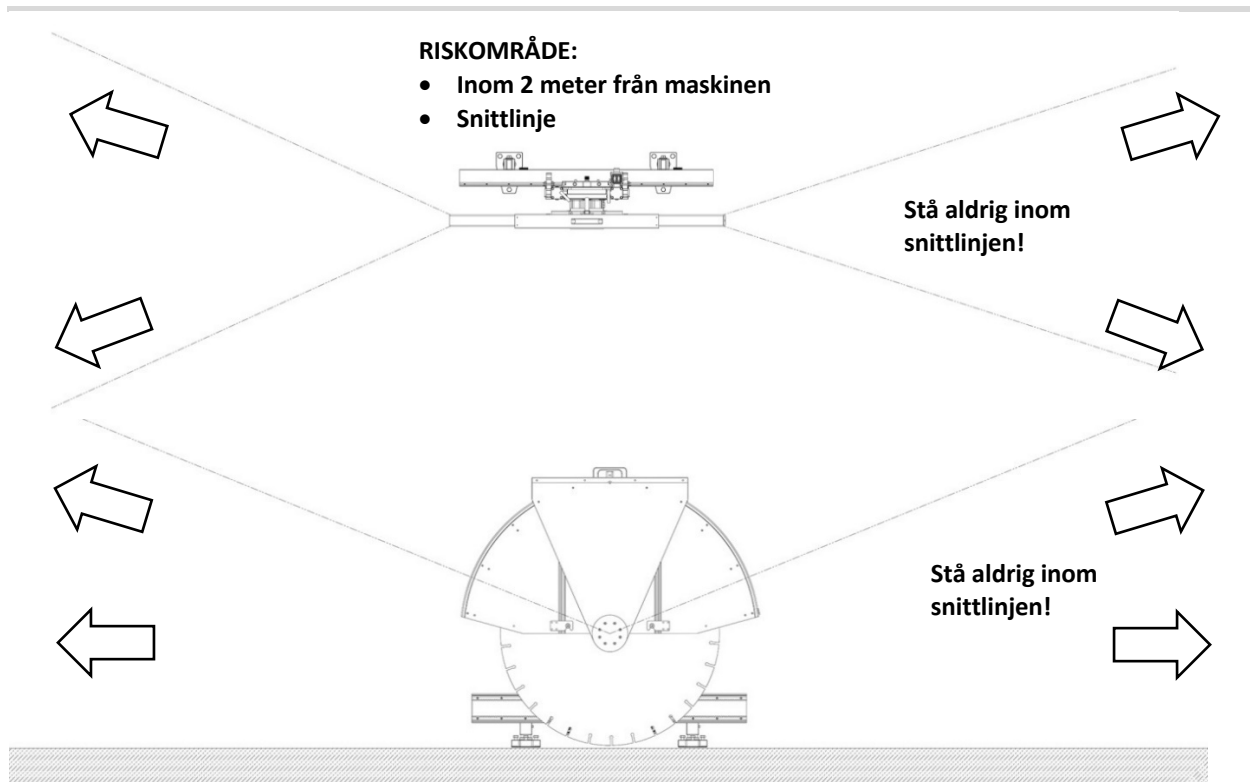 RISKOMRÅDE:
• Inom 2 meter från maskinen
• Snittlinje
Stå aldrig inom
snittlinjen!
Stå aldrig inom
snittlinjen!